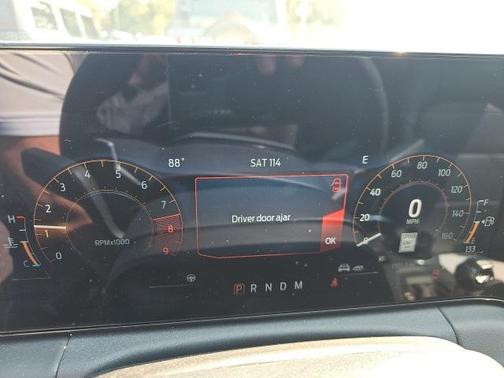 88° SAT 114 E
Driver door ajar
OK
H
C
0 1 2 3 4 5 6 7 8 9
RPMx1000
0
MPH
20 40 60 80 100 120 140 160
F
E
133
P R N D M